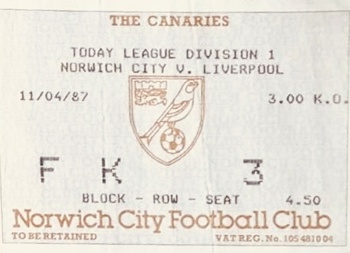 THE CANARIES
TODAY LEAGUE DIVISION 1
NORWICH CITY V. LIVERPOOL
11/04/87 3.00 K.O.
F K 3
BLOCK - ROW - SEAT 4.50
Norwich City Football Club
TO BE RETAINED VAT REG. No. 105 4810 04